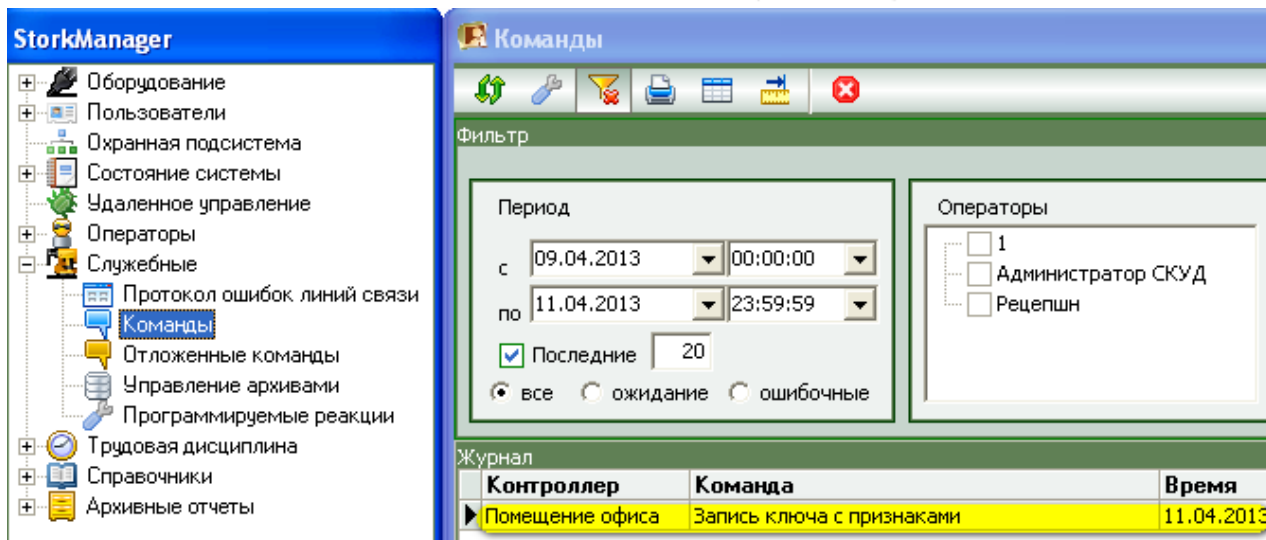 StorkManager
Оборудование
Пользователи
Охранная подсистема
Состояние системы
Удаленное управление
Операторы
Служебные
Протокол ошибок линий связи
Команды
Отложенные команды
Управление архивами
Программируемые реакции
Трудовая дисциплина
Справочники
Архивные отчеты
Команды
Фильтр
Период
с 09.04.2013 00:00:00
по 11.04.2013 23:59:59
Последние 20
все ожидание ошибочные
Операторы
1
Администратор СКУД
Рецепшн
Журнал
Контроллер Команда Время
Помещение офиса Запись ключа с признаками 11.04.2013